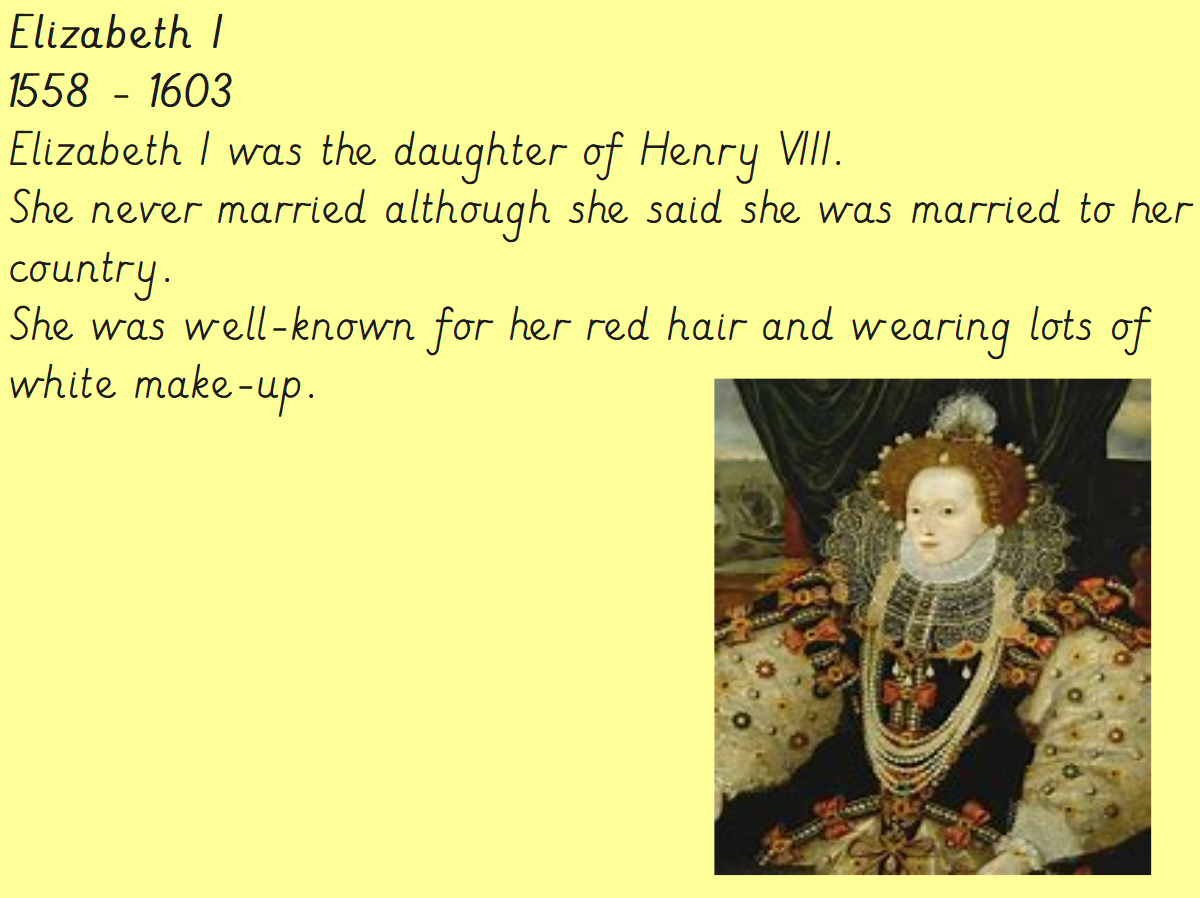 Elizabeth I
1558 - 1603
Elizabeth I was the daughter of Henry VIII.
She never married although she said she was married to her
country.
She was well-known for her red hair and wearing lots of
white make-up.